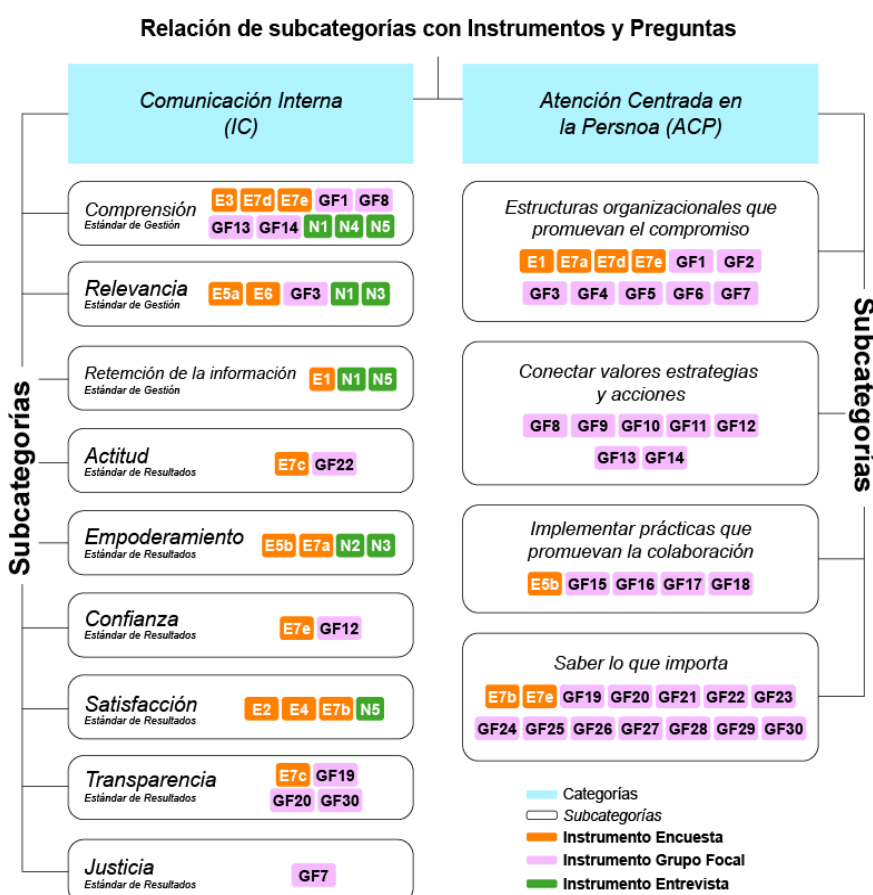 Relación de subcategorías con Instrumentos y Preguntas
Comunicación Interna
(IC)
Subcategorías
Comprensión
Estándar de Gestión
E3 E7d E7e GF1 GF8
GF13 GF14 N1 N4 N5
Relevancia
Estándar de Gestión
E5a E6 GF3 N1 N3
Retemción de la información
Estándar de Gestión
E1 N1 N5
Actitud
Estándar de Resultados
E7c GF22
Empoderamiento
Estándar de Resultados
E5b E7a N2 N3
Confianza
Estándar de Resultados
E7e GF12
Satisfacción
Estándar de Resultados
E2 E4 E7b N5
Transparencia
Estándar de Resultados
E7c GF19
GF20 GF30
Justicia
Estándar de Resultados
GF7
Atención Centrada en
la Persnoa (ACP)
Subcategorías
Estructuras organizacionales que
promuevan el compromiso
E1 E7a E7d E7e GF1 GF2
GF3 GF4 GF5 GF6 GF7
Conectar valores estrategias
y acciones
GF8 GF9 GF10 GF11 GF12
GF13 GF14
Implementar prácticas que
promuevan la colaboración
E5b GF15 GF16 GF17 GF18
Saber lo que importa
E7b E7e GF19 GF20 GF21 GF22 GF23
GF24 GF25 GF26 GF27 GF28 GF29 GF30
Categorías
Subcategorías
Instrumento Encuesta
Instrumento Grupo Focal
Instrumento Entrevista